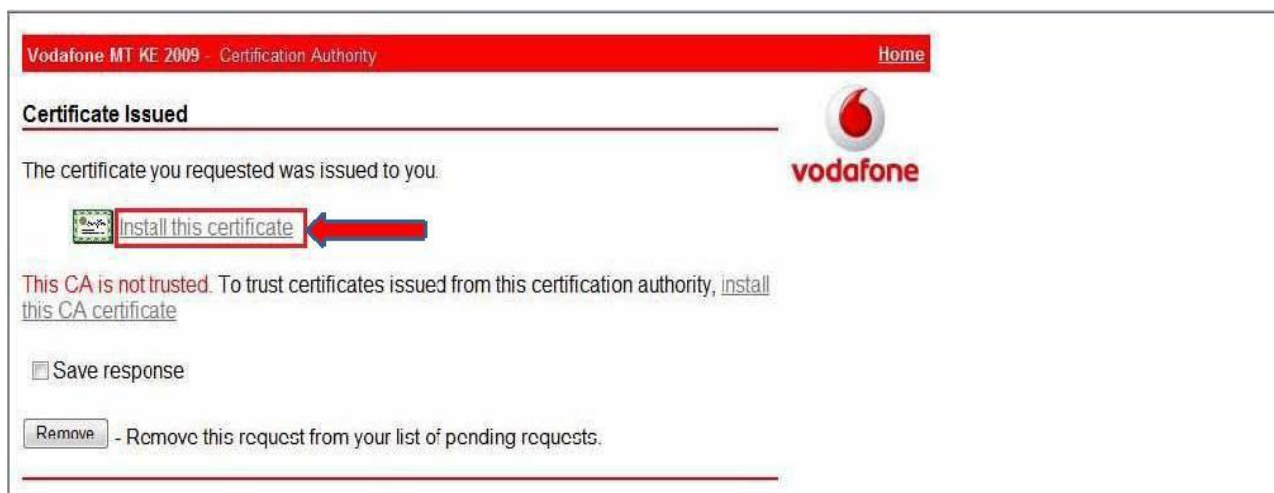 Vodafone MT KE 2009 - Certification Authority Home
Certificate Issued
vodafone
The certificate you requested was issued to you.
Install this certificate
This CA is not trusted. To trust certificates issued from this certification authority, install
this CA certificate
Save response
Remove - Remove this request from your list of pending requests.